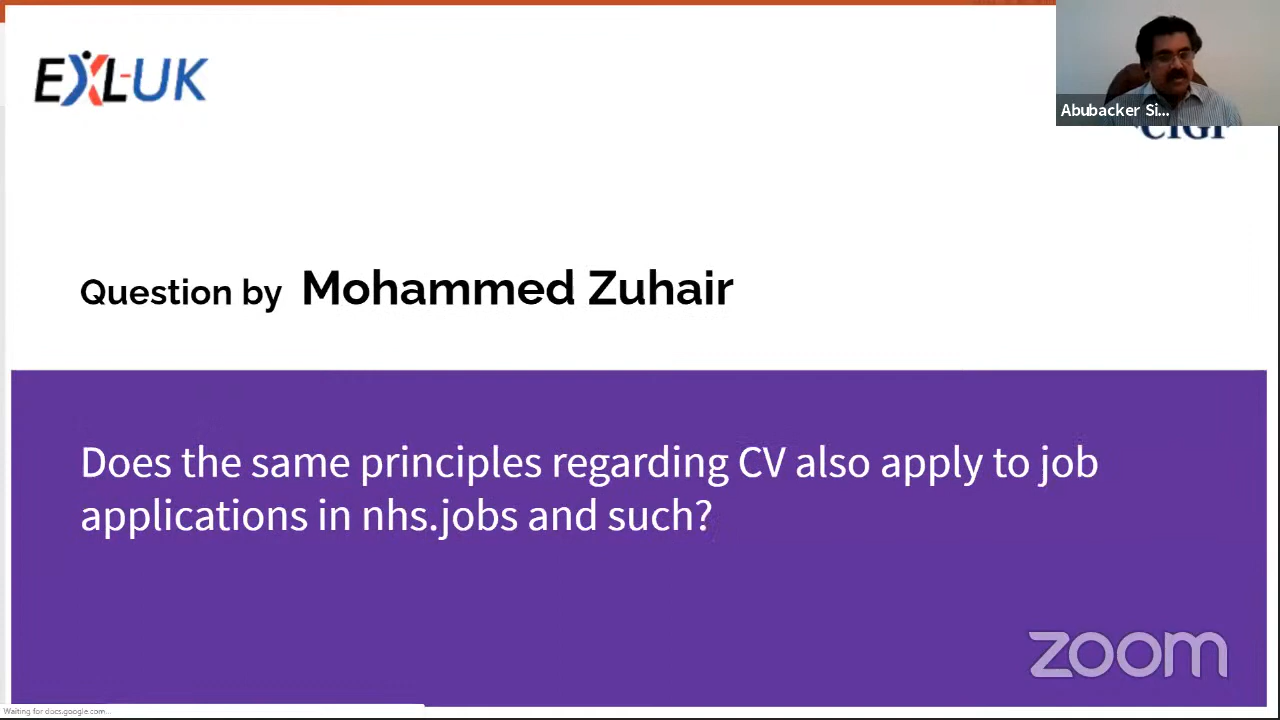 EXL-UK
Abubacker Si...
Question by Mohammed Zuhair
Does the same principles regarding CV also apply to job
applications in nhs.jobs and such?
zoom
Waiting for docs.google.com...